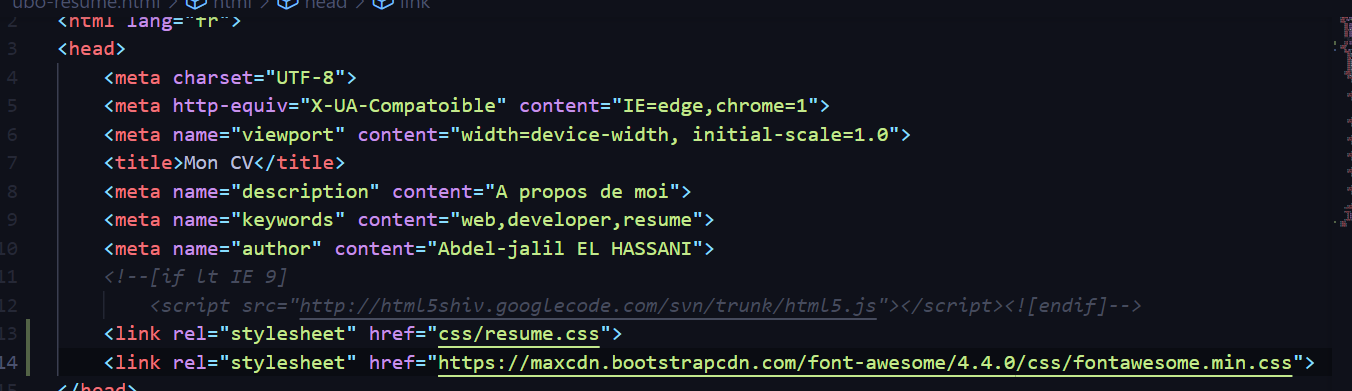 ubo-resume.html > html > head > link
2 <html lang="fr">
3 <head>
4 <meta charset="UTF-8">
5 <meta http-equiv="X-UA-Compatoible" content="IE=edge,chrome=1">
6 <meta name="viewport" content="width=device-width, initial-scale=1.0">
7 <title>Mon CV</title>
8 <meta name="description" content="A propos de moi">
9 <meta name="keywords" content="web,developer,resume">
10 <meta name="author" content="Abdel-jalil EL HASSANI">
11 <!--[if lt IE 9]
12 <script src="http://html5shiv.googlecode.com/svn/trunk/html5.js"></script><![endif]-->
13 <link rel="stylesheet" href="css/resume.css">
14 <link rel="stylesheet" href="https://maxcdn.bootstrapcdn.com/font-awesome/4.4.0/css/fontawesome.min.css">
15 </head>